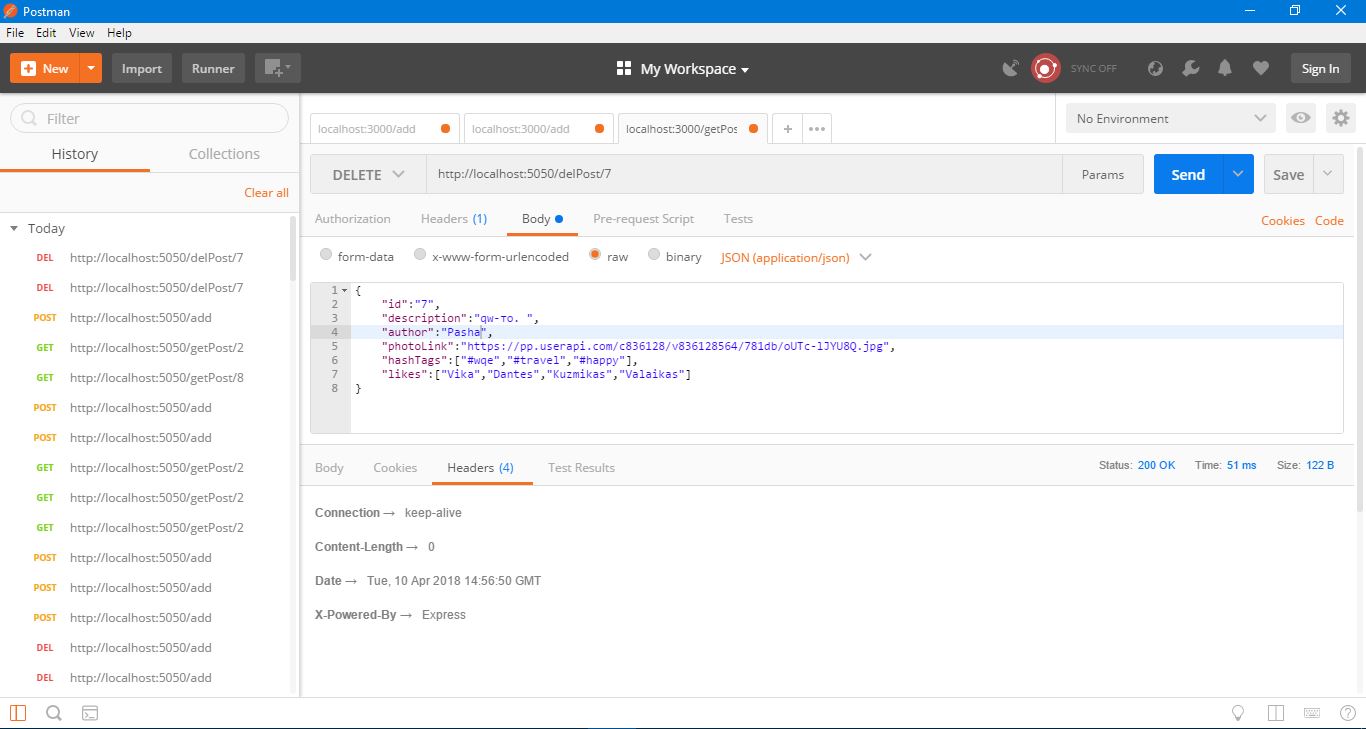 Postman
File Edit View Help
New Import Runner My Workspace SYNC OFF Sign In
Filter
History Collections
Clear all
Today
DEL http://localhost:5050/delPost/7
DEL http://localhost:5050/delPost/7
POST http://localhost:5050/add
GET http://localhost:5050/getPost/2
GET http://localhost:5050/getPost/8
POST http://localhost:5050/add
POST http://localhost:5050/add
GET http://localhost:5050/getPost/2
GET http://localhost:5050/getPost/2
GET http://localhost:5050/getPost/2
POST http://localhost:5050/add
POST http://localhost:5050/add
POST http://localhost:5050/add
DEL http://localhost:5050/add
DEL http://localhost:5050/add
localhost:3000/add localhost:3000/add localhost:3000/getPos + ••• No Environment
DELETE http://localhost:5050/delPost/7 Params Send Save
Authorization Headers (1) Body Pre-request Script Tests Cookies Code
form-data x-www-form-urlencoded raw binary JSON (application/json)
1 {
2 "id":"7",
3 "description":"qw-то. ",
4 "author":"Pasha",
5 "photoLink":"https://pp.userapi.com/c836128/v836128564/781db/oUTc-lJYU8Q.jpg",
6 "hashTags":["#wqe","#travel","#happy"],
7 "likes":["Vika","Dantes","Kuzmikas","Valaikas"]
8 }
Body Cookies Headers (4) Test Results Status: 200 OK Time: 51 ms Size: 122 B
Connection → keep-alive
Content-Length → 0
Date → Tue, 10 Apr 2018 14:56:50 GMT
X-Powered-By → Express